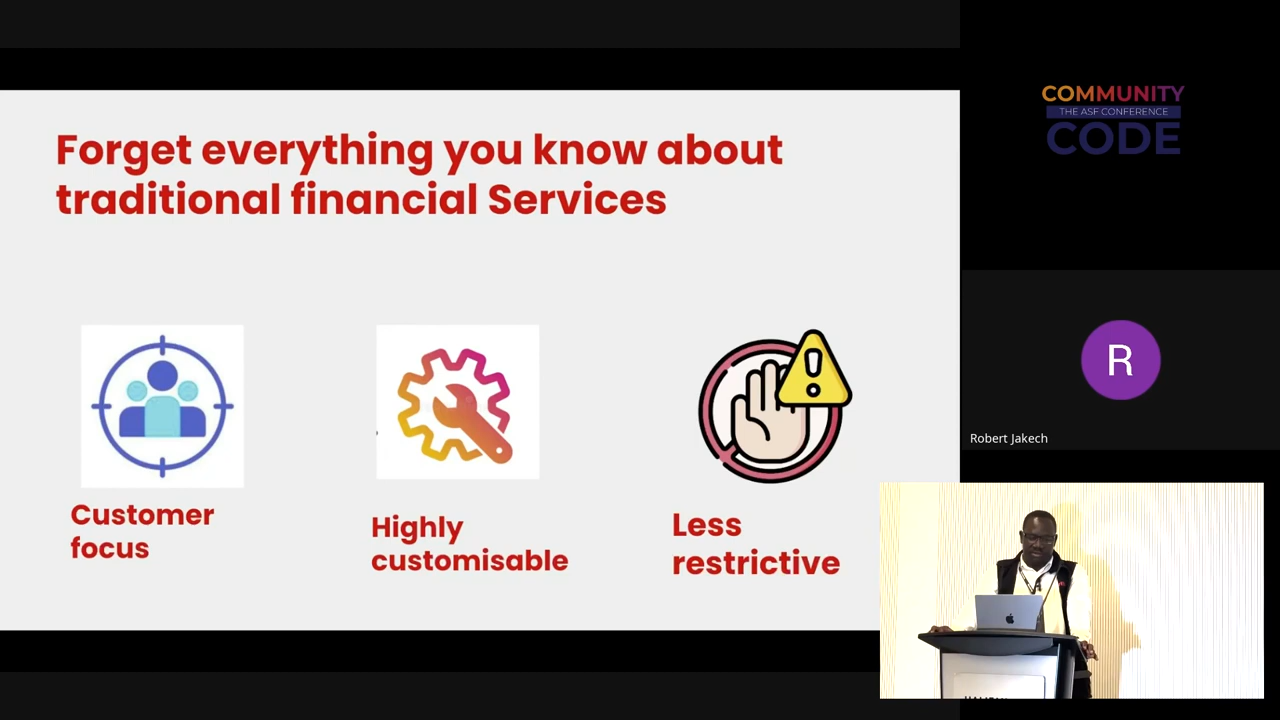 Forget everything you know about
traditional financial Services
Customer
focus
Highly
customisable
Less
restrictive
COMMUNITY
THE ASF CONFERENCE
CODE
R
Robert Jakech